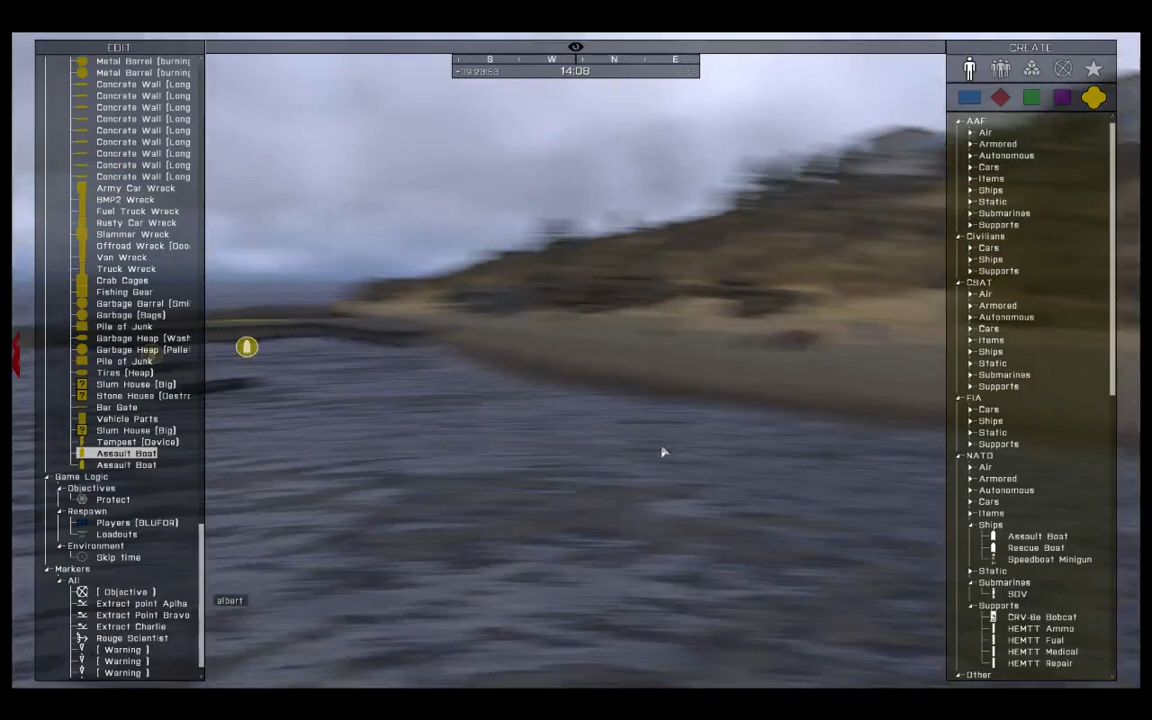 EDIT
Metal Barrel (burning
Metal Barrel (burning
Concrete Wall (Long
Concrete Wall (Long
Concrete Wall (Long
Concrete Wall (Long
Concrete Wall (Long
Concrete Wall (Long
Concrete Wall (Long
Concrete Wall (Long
Concrete Wall (Long
Army Car Wreck
BMP2 Wreck
Fuel Truck Wreck
Rusty Car Wreck
Slammer Wreck
Offroad Wreck (Doo
Van Wreck
Truck Wreck
Crab Cages
Fishing Gear
Garbage Barrel (Smi
Garbage (Bags)
Pile of Junk
Garbage Heap (Wash
Garbage Heap (Pallet
Pile of Junk
Tires (Heap)
Slum House (Big)
Stone House (Destro
Bar Gate
Vehicle Parts
Slum House (Big)
Tempest (Device)
Assault Boat
Assault Boat
Game Logic
Objectives
Protect
Respawn
Players (BLUFOR)
Loadouts
Environment
Skip time
Markers
All
[ Objective ]
Extract point Alpha
Extract Point Bravo
Extract Charlie
Rouge Scientist
[ Warning ]
[ Warning ]
[ Warning ]
S W N E
14:08
albert
CREATE
AAF
Air
Armored
Autonomous
Cars
Items
Ships
Static
Submarines
Supports
Civilians
Cars
Ships
Supports
CSAT
Air
Armored
Autonomous
Cars
Items
Ships
Static
Submarines
Supports
FIA
Cars
Ships
Static
Supports
NATO
Air
Armored
Autonomous
Cars
Items
Ships
Assault Boat
Rescue Boat
Speedboat Minigun
Static
Submarines
SDV
Supports
CRV-6e Bobcat
HEMTT Ammo
HEMTT Fuel
HEMTT Medical
HEMTT Repair
Other